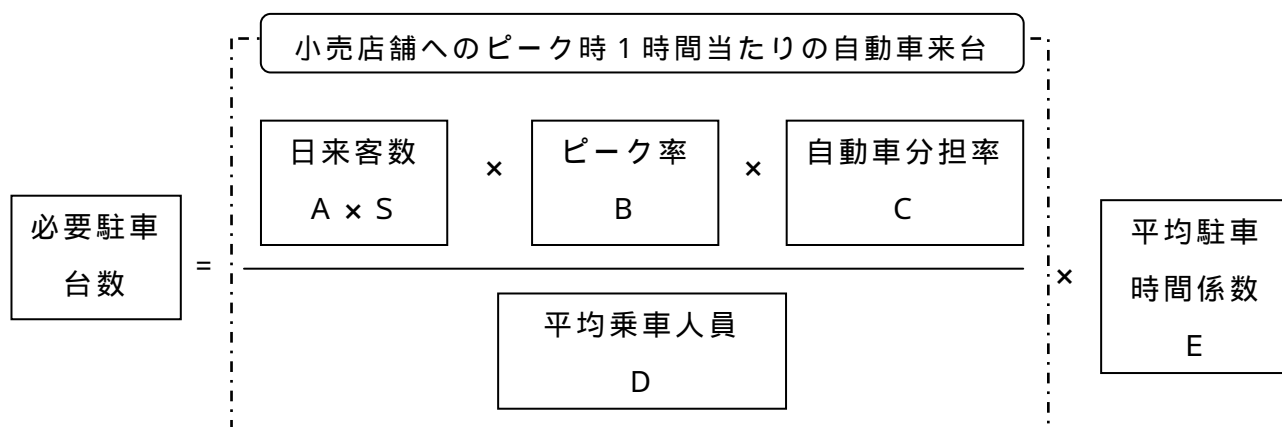 小売店舗へのピーク時1時間当たりの自動車来台
日来客数
A × S
×
ピーク率
B
×
自動車分担率
C
必要駐車
台数
=
平均乗車人員
D
×
平均駐車
時間係数
E